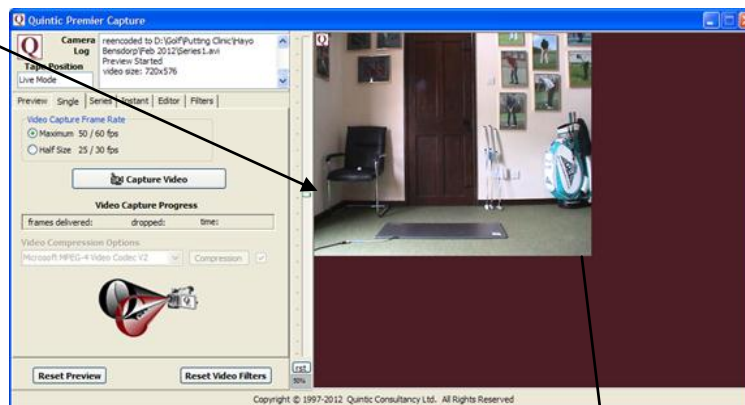 Quintic Premier Capture
Q
Camera
Log
Tape Position
Live Mode
reencoded to D:\Golf\Putting Clinic\Hayo
Bensdorp\Feb 2012\Series1.avi
Preview Started
video size: 720x576
Preview Single Series Instant Editor Filters
Video Capture Frame Rate
Maximum 50 / 60 fps
Half Size 25 / 30 fps
Capture Video
Video Capture Progress
frames delivered: dropped: time:
Video Compression Options
Microsoft MPEG-4 Video Codec V2 Compression
Reset Preview Reset Video Filters
rst
50%
Copyright © 1997-2012 Quintic Consultancy Ltd. All Rights Reserved